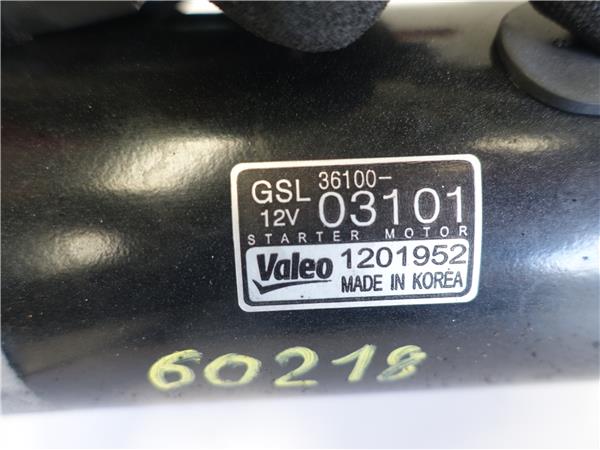 GSL 36100-
12V 03101
STARTER MOTOR
Valeo 1201952
MADE IN KOREA
60218